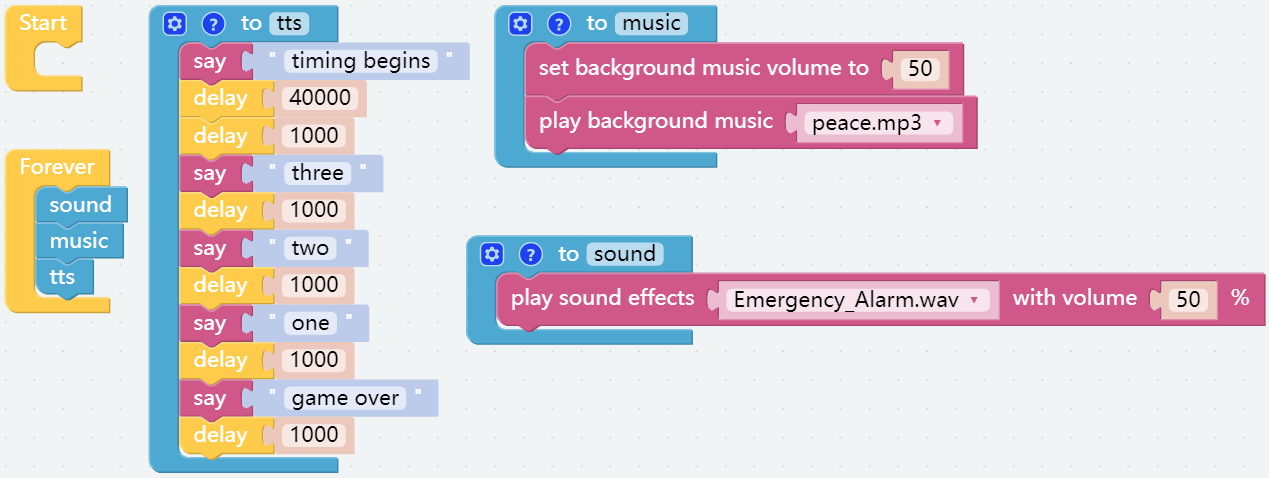 Start
Forever
sound
music
tts
? to tts
say " timing begins "
delay 40000
delay 1000
say " three "
delay 1000
say " two "
delay 1000
say " one "
delay 1000
say " game over "
delay 1000
? to music
set background music volume to 50
play background music peace.mp3
? to sound
play sound effects Emergency_Alarm.wav with volume 50 %